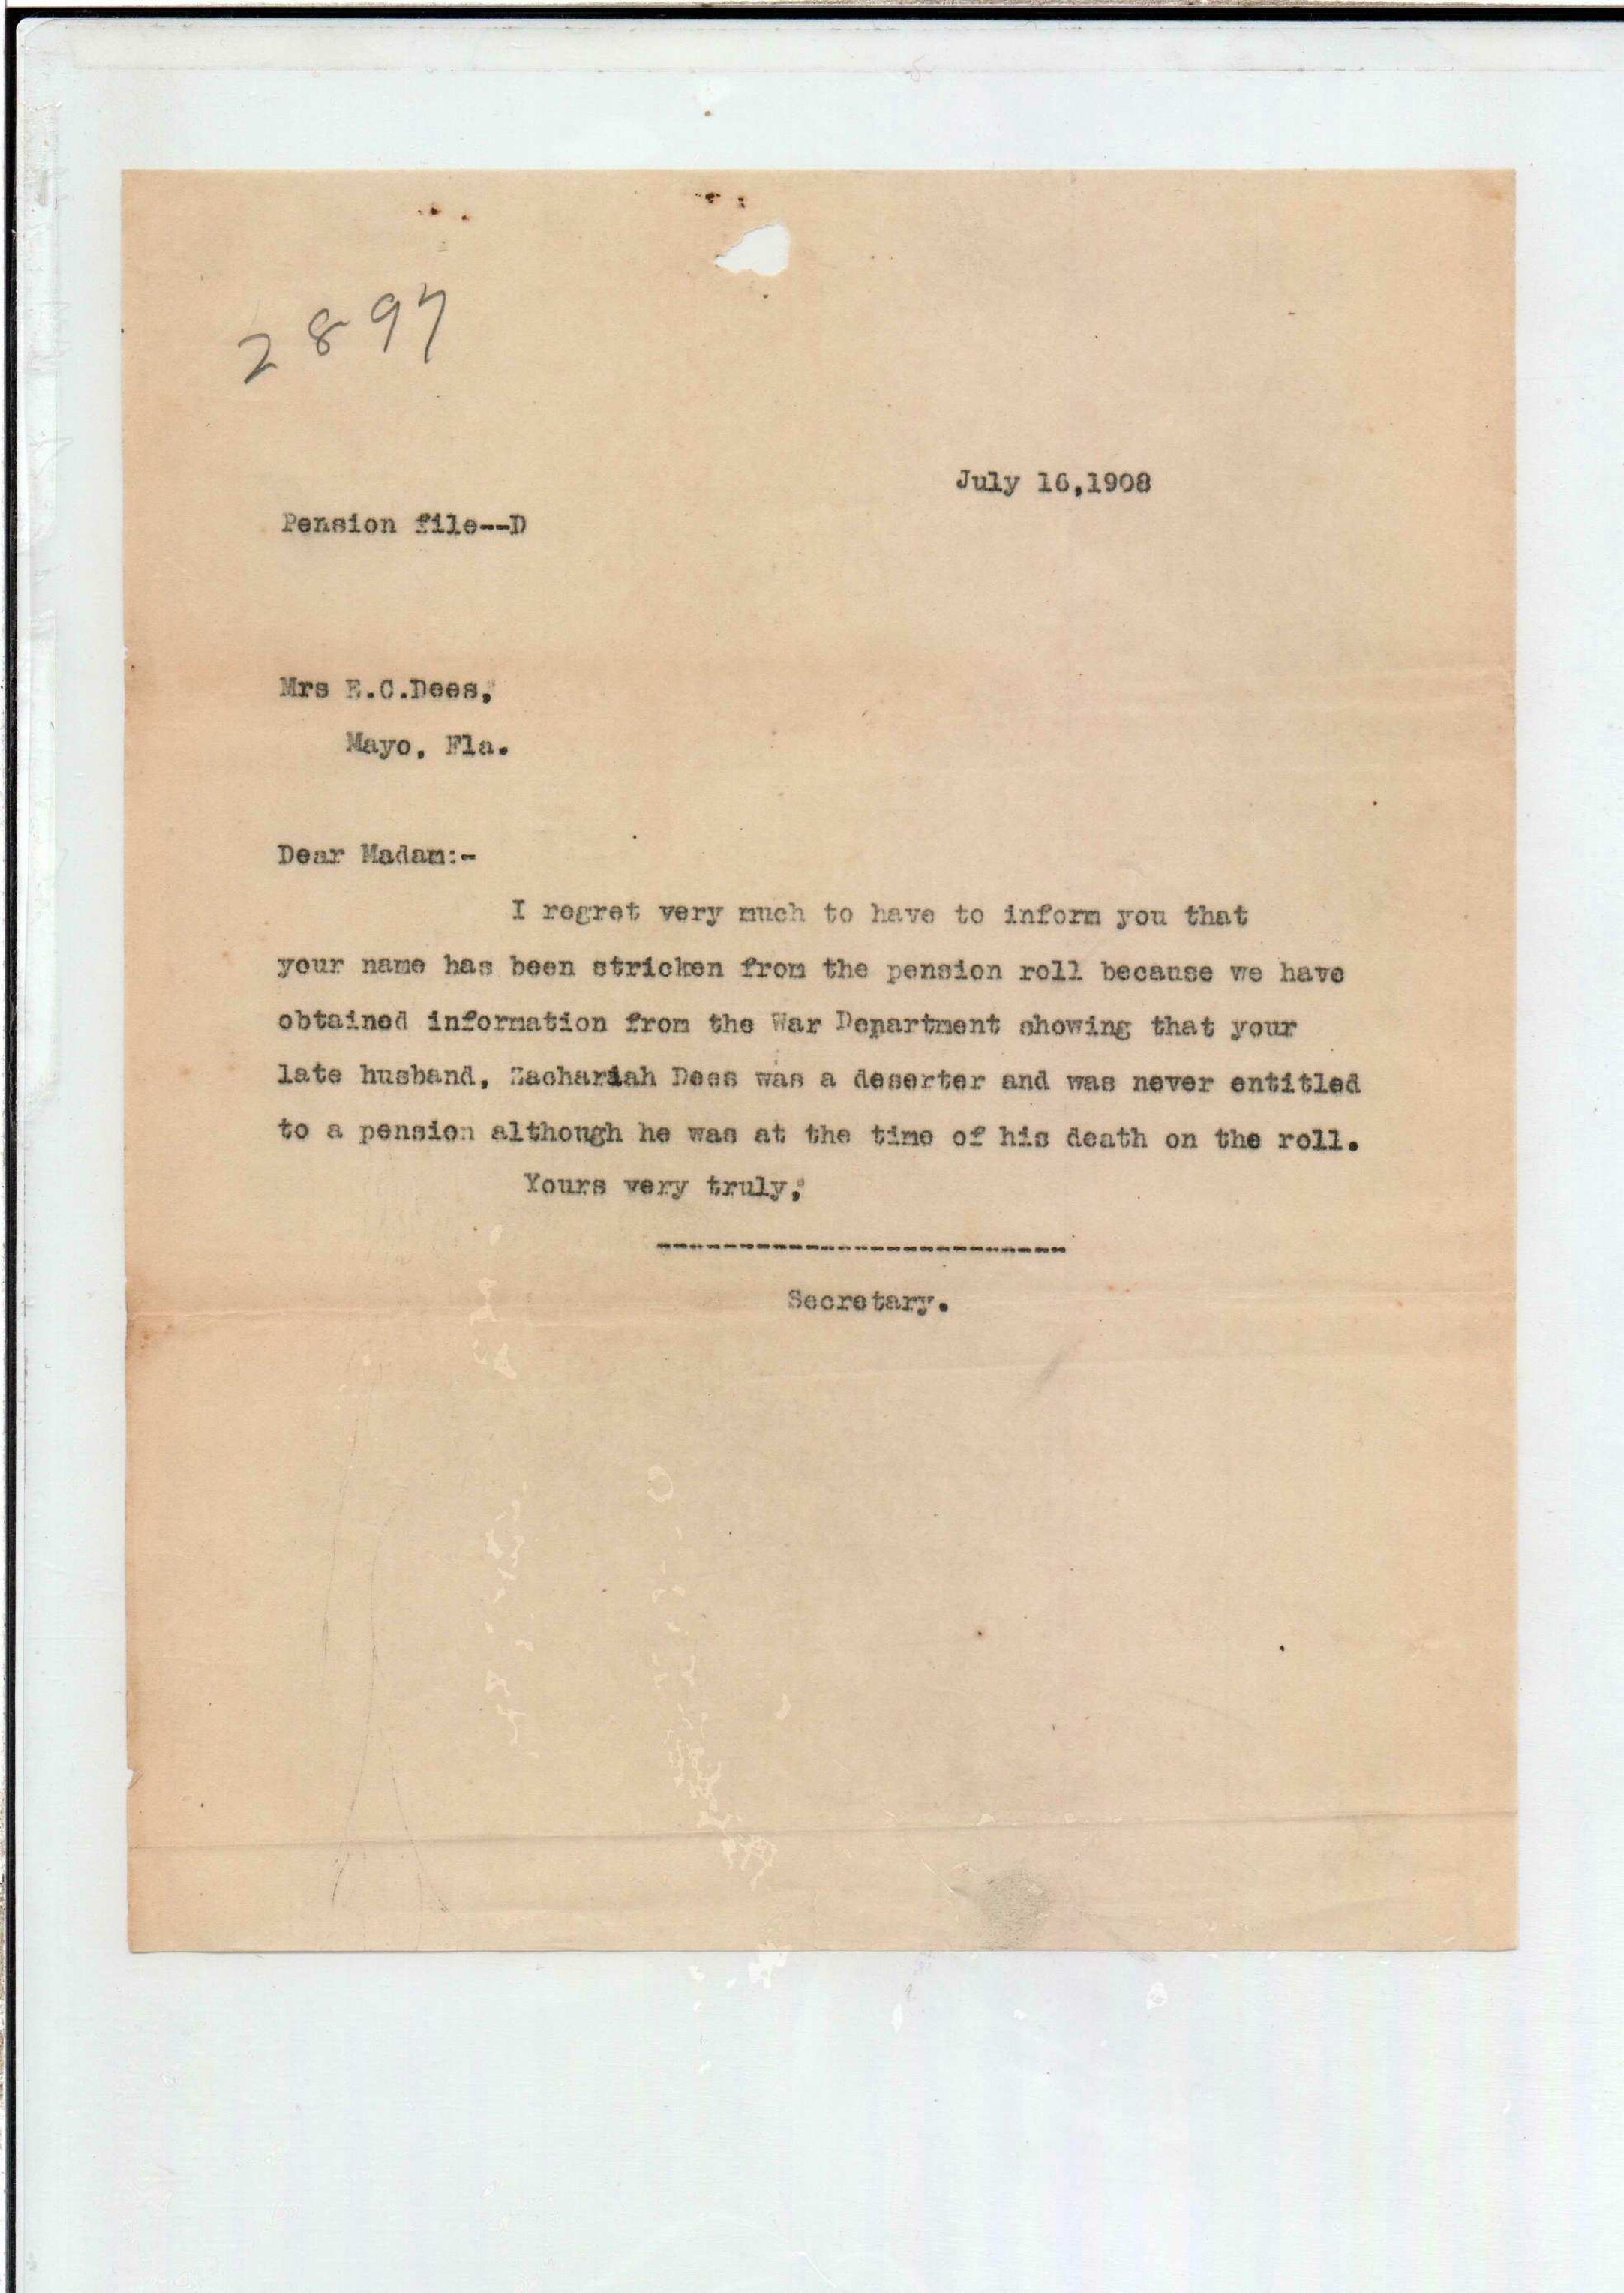 2897
July 16,1908
Pension file--D
Mrs E.C.Dees,
Mayo, Fla.
Dear Madam:-
I regret very much to have to inform you that
your name has been stricken from the pension roll because we have
obtained information from the War Department showing that your
late husband, Zachariah Dees was a deserter and was never entitled
to a pension although he was at the time of his death on the roll.
Yours very truly,
-------------------------
Secretary.